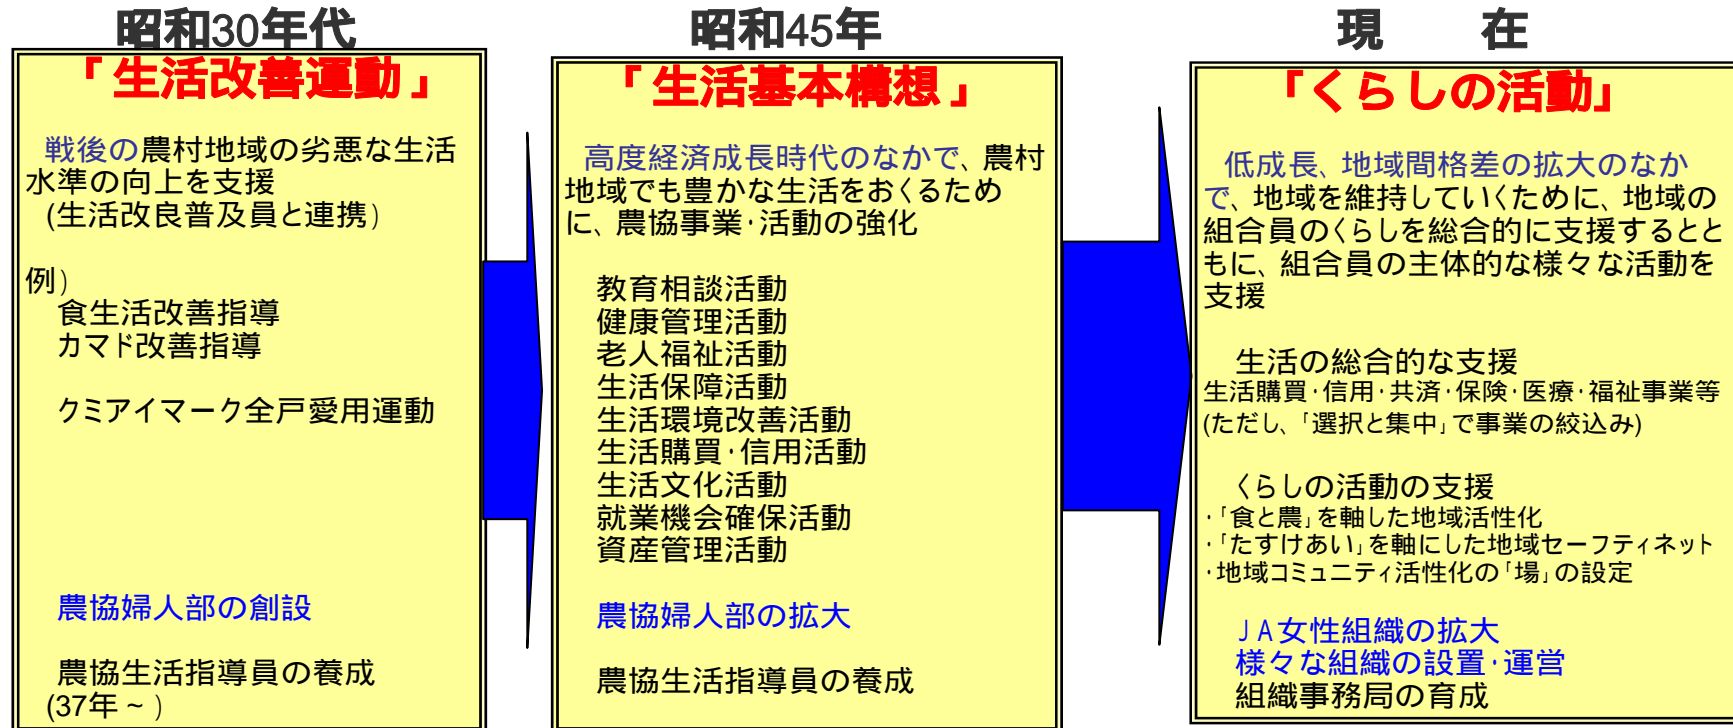 昭和30年代
「生活改善運動」
戦後の農村地域の劣悪な生活
水準の向上を支援
(生活改良普及員と連携)
例)
食生活改善指導
カマド改善指導
クミアイマーク全戸愛用運動
農協婦人部の創設
農協生活指導員の養成
(37年~)
昭和45年
「生活基本構想」
高度経済成長時代のなかで、農村
地域でも豊かな生活をおくるため
に、農協事業・活動の強化
教育相談活動
健康管理活動
老人福祉活動
生活保障活動
生活環境改善活動
生活購買・信用活動
生活文化活動
就業機会確保活動
資産管理活動
農協婦人部の拡大
農協生活指導員の養成
現　在
「くらしの活動」
低成長、地域間格差の拡大のなか
で、地域を維持していくために、地域の
組合員のくらしを総合的に支援するとと
もに、組合員の主体的な様々な活動を
支援
生活の総合的な支援
生活購買・信用・共済・保険・医療・福祉事業等
(ただし、「選択と集中」で事業の絞込み)
くらしの活動の支援
・「食と農」を軸した地域活性化
・「たすけあい」を軸にした地域セーフティネット
・地域コミュニティ活性化の「場」の設定
JA女性組織の拡大
様々な組織の設置・運営
組織事務局の育成